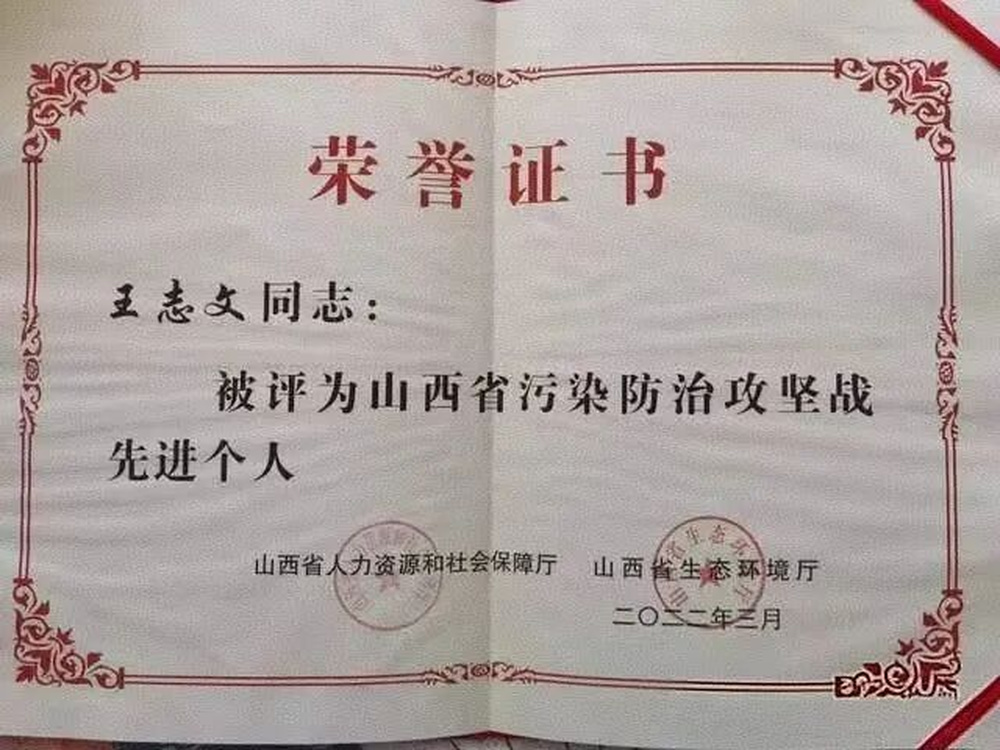 荣誉证书
王志文同志：
被评为山西省污染防治攻坚战
先进个人
山西省人力资源和社会保障厅 山西省生态环境厅
二〇二二年三月